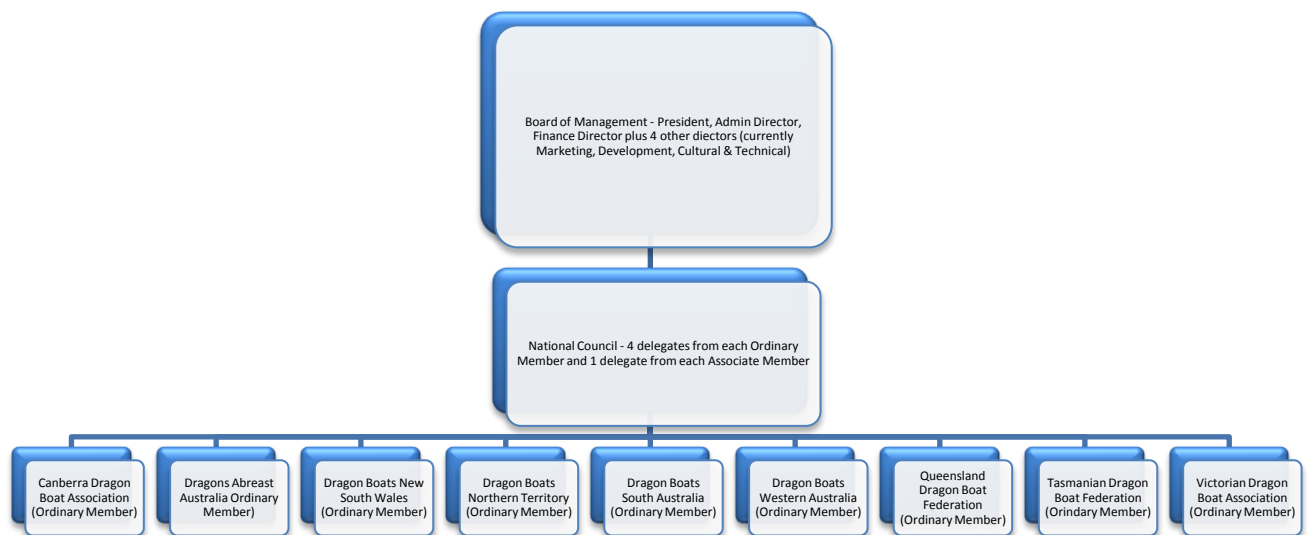 Board of Management - President, Admin Director,
Finance Director plus 4 other diectors (currently
Marketing, Development, Cultural & Technical)
National Council - 4 delegates from each Ordinary
Member and 1 delegate from each Associate Member
Canberra Dragon
Boat Association
(Ordinary Member)
Dragons Abreast
Australia Ordinary
Member)
Dragon Boats New
South Wales
(Ordinary Member)
Dragon Boats
Northern Territory
(Ordinary Member)
Dragon Boats
South Australia
(Ordinary Member)
Dragon Boats
Western Australia
(Ordinary Member)
Queensland
Dragon Boat
Federation
(Ordinary Member)
Tasmanian Dragon
Boat Federation
(Orindary Member)
Victorian Dragon
Boat Association
(Ordinary Member)